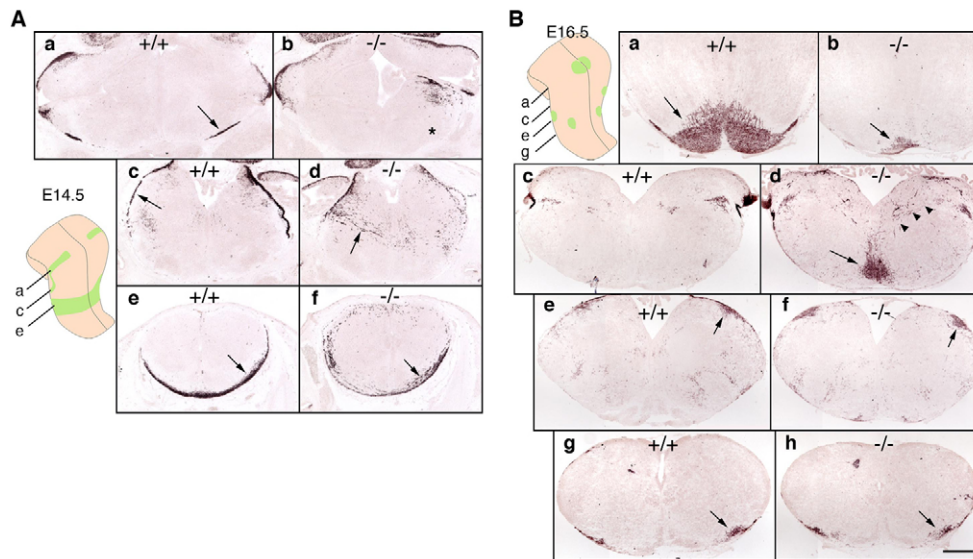 A
a +/+
b -/-
*
c +/+
d -/-
E14.5
a
c
e
e +/+
f -/-
B
E16.5
a
c
e
g
a +/+
b -/-
c +/+
d -/-
e +/+
f -/-
g +/+
h -/-